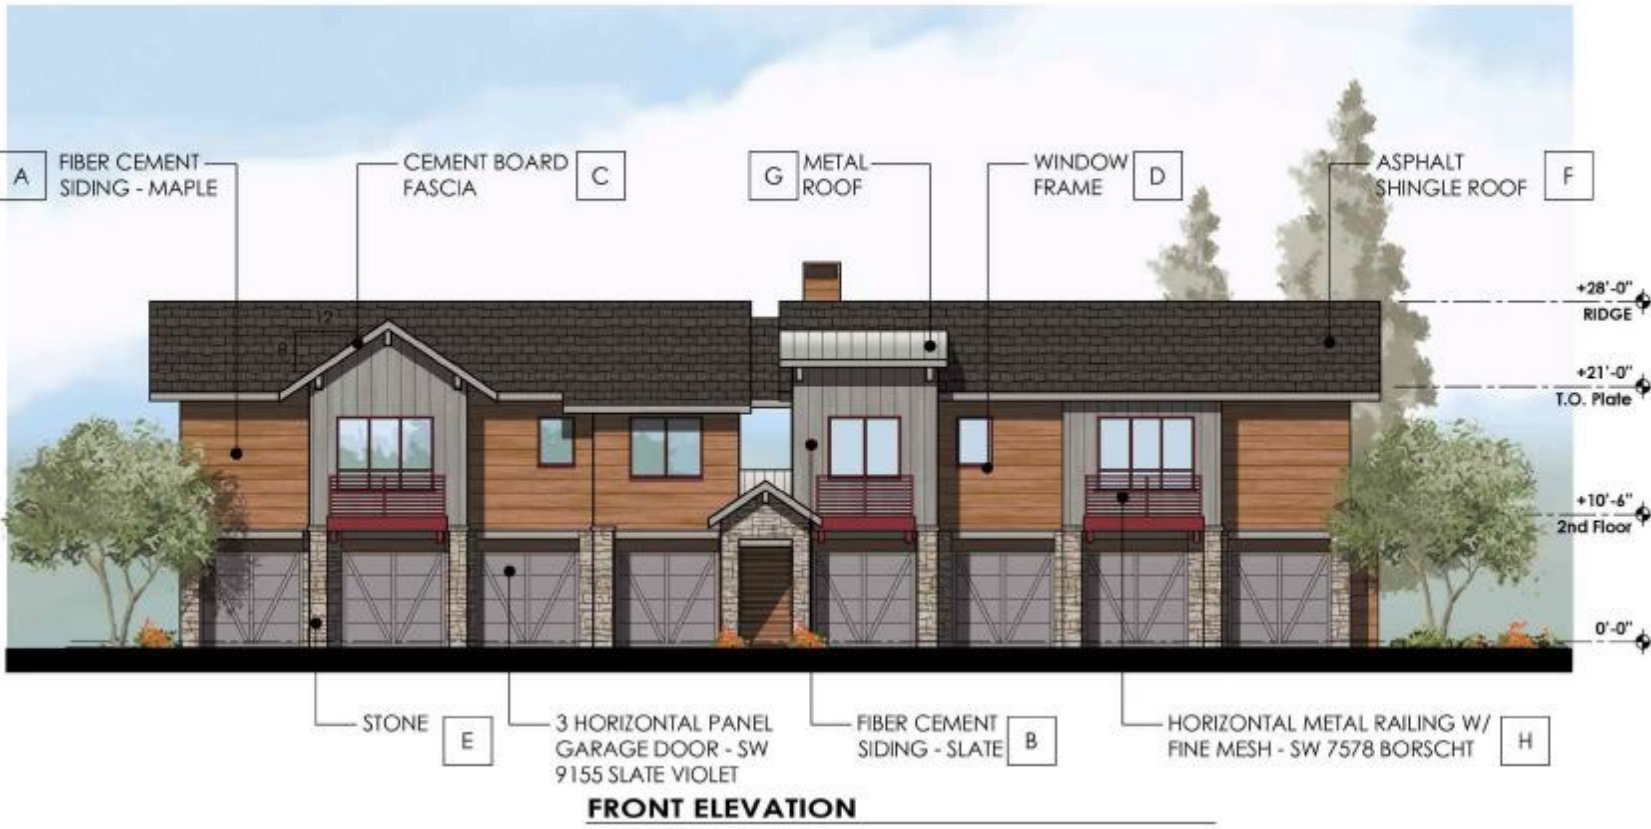 A
FIBER CEMENT
SIDING - MAPLE
CEMENT BOARD
FASCIA
C
G
METAL
ROOF
WINDOW
FRAME
D
ASPHALT
SHINGLE ROOF
F
12
8
+28'-0"
RIDGE
+21'-0"
T.O. Plate
+10'-6"
2nd Floor
0'-0"
STONE
E
3 HORIZONTAL PANEL
GARAGE DOOR - SW
9155 SLATE VIOLET
FIBER CEMENT
SIDING - SLATE
B
HORIZONTAL METAL RAILING W/
FINE MESH - SW 7578 BORSCHT
H
FRONT ELEVATION